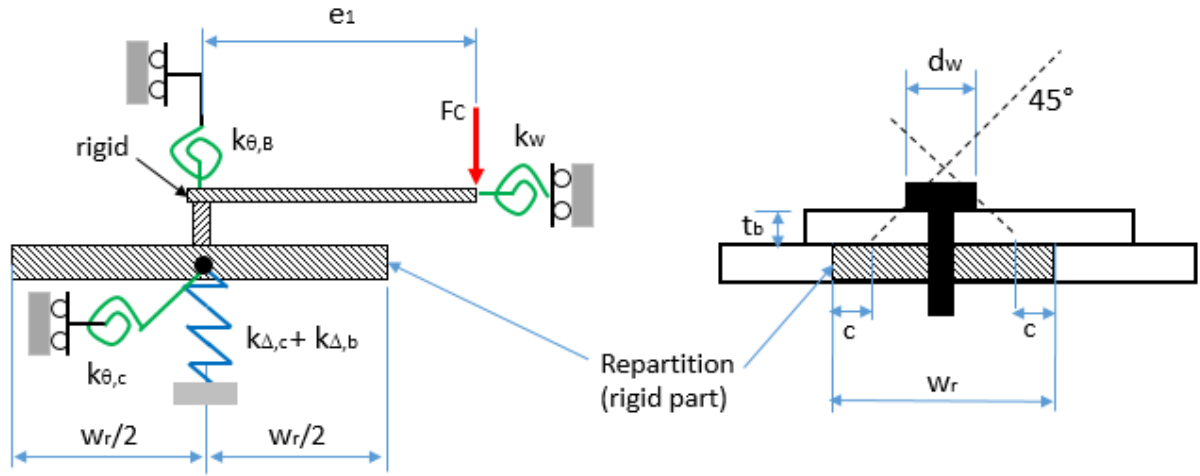 e1
dw
45°
Fc
kθ,B
kw
rigid
tb
kΔ,c + kΔ,b
kθ,c
c
c
Repartition
(rigid part)
wr
wr/2
wr/2